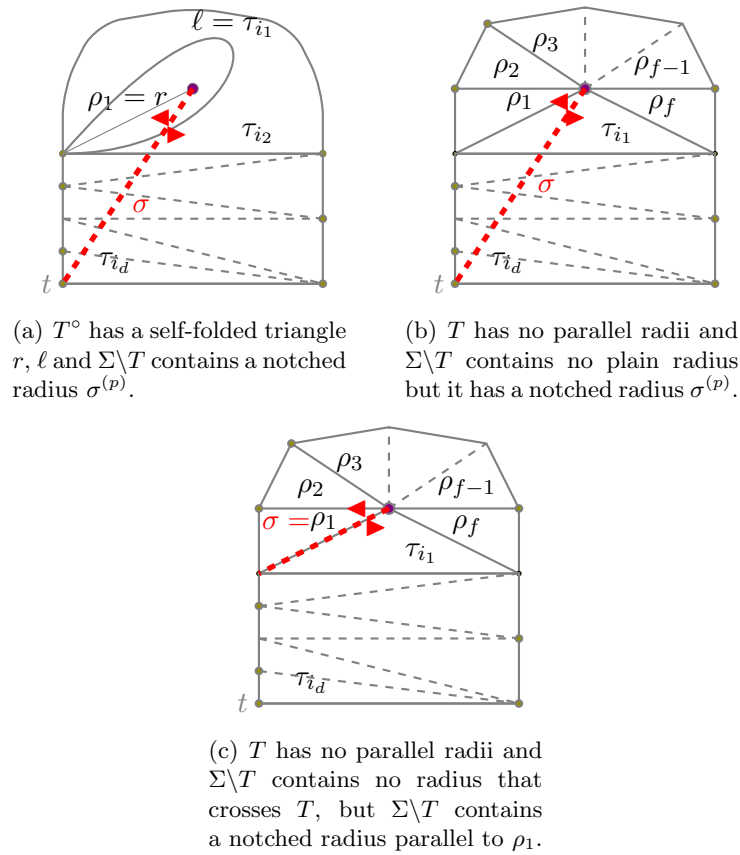 ℓ = τ_{i_1}
ρ_1 = r
τ_{i_2}
σ
τ_{i_d}
t
(a) T° has a self-folded triangle
r, ℓ and Σ\T contains a notched
radius σ^{(p)}.
ρ_3
ρ_2
ρ_{f−1}
ρ_1
ρ_f
τ_{i_1}
σ
τ_{i_d}
t
(b) T has no parallel radii and
Σ\T contains no plain radius
but it has a notched radius σ^{(p)}.
ρ_3
ρ_2
ρ_{f−1}
σ = ρ_1
ρ_f
τ_{i_1}
τ_{i_d}
t
(c) T has no parallel radii and
Σ\T contains no radius that
crosses T, but Σ\T contains
a notched radius parallel to ρ_1.